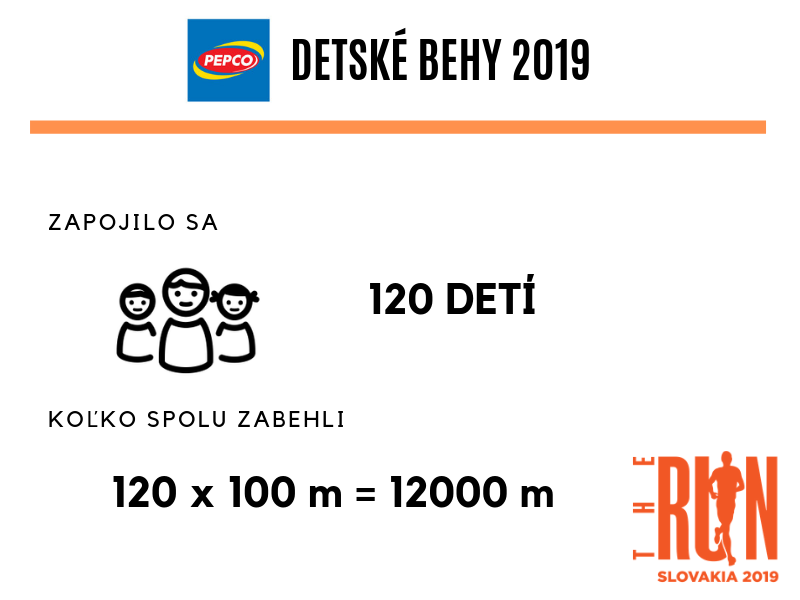 PEPCO
DETSKÉ BEHY 2019
ZAPOJILO SA
120 DETÍ
KOĽKO SPOLU ZABEHLI
120 x 100 m = 12000 m
THE
RUN
SLOVAKIA 2019